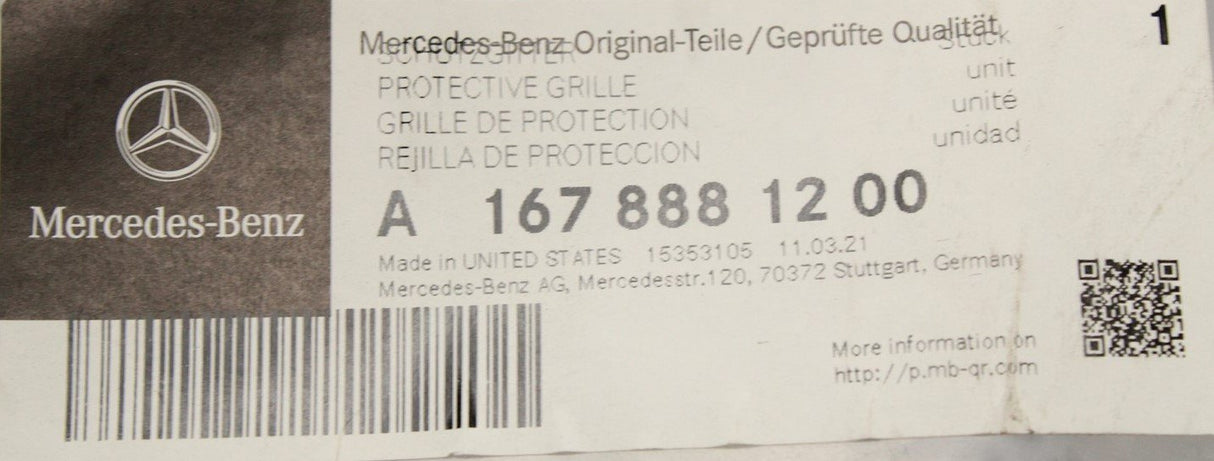 Mercedes-Benz
Mercedes-Benz Original-Teile/Geprüfte Qualität
1
SCHUTZGITTER
Stück
PROTECTIVE GRILLE
unit
GRILLE DE PROTECTION
unité
REJILLA DE PROTECCION
unidad
A 167 888 12 00
Made in UNITED STATES 15353105 11.03.21
Mercedes-Benz AG, Mercedesstr.120, 70372 Stuttgart, Germany
More information on
http://p.mb-qr.com